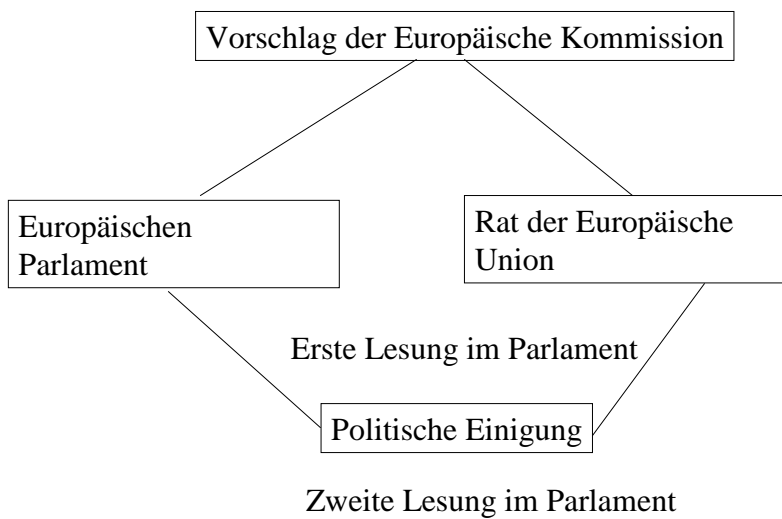 Vorschlag der Europäische Kommission
Europäischen
Parlament
Rat der Europäische
Union
Erste Lesung im Parlament
Politische Einigung
Zweite Lesung im Parlament